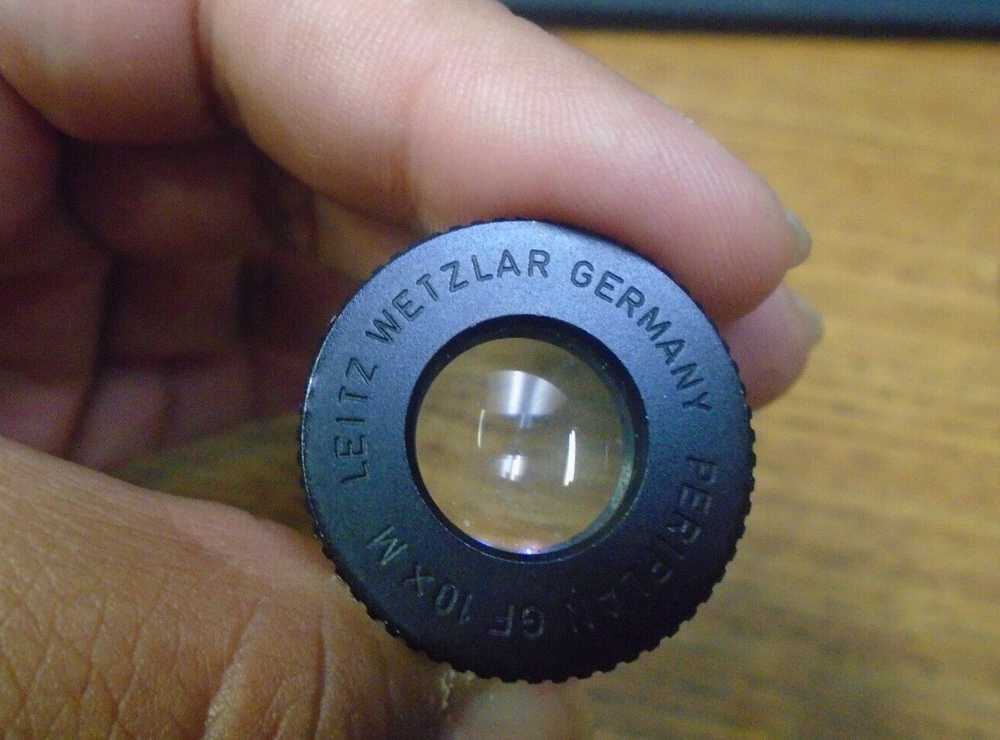 LEITZ WETZLAR GERMANY
PERIPLAN GF 10X M